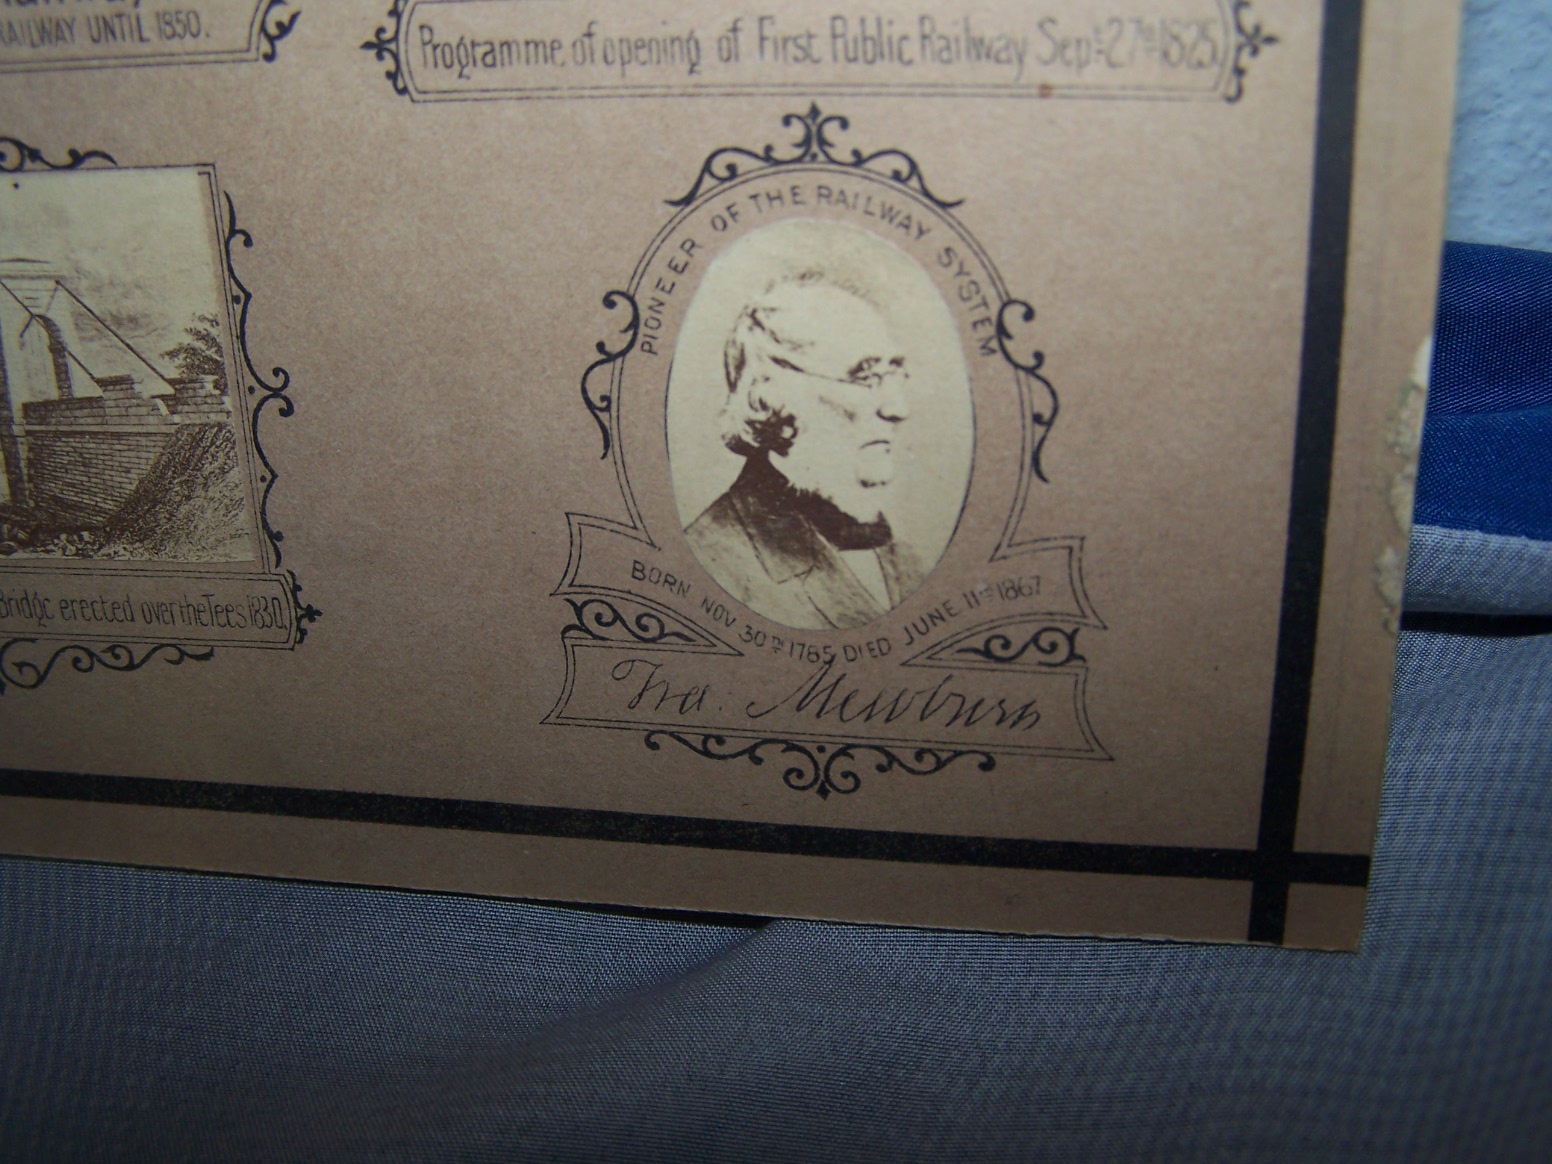 RAILWAY UNTIL 1850.
Programme of opening of First Public Railway Sept. 27th 1825.
PIONEER OF THE RAILWAY SYSTEM
Bridge erected over the Tees 1830
BORN NOV 30TH 1785 DIED JUNE 11TH 1867
Fra. Mewburn